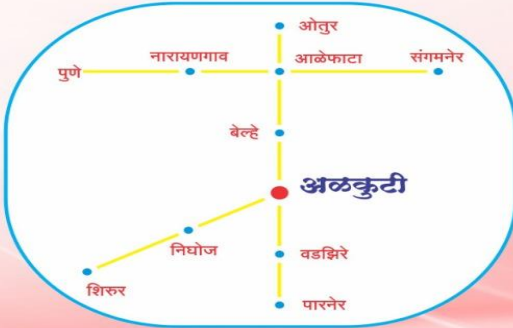 ओतुर
पुणे नारायणगाव आळेफाटा संगमनेर
बेल्हे
अळकुटी
निघोज वडझिरे
शिरुर पारनेर